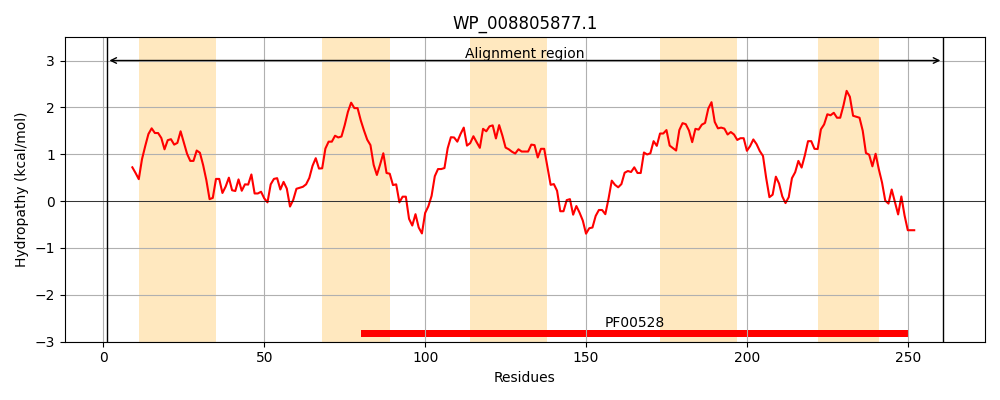 WP_008805877.1
Alignment region
3
2
1
0
−1
−2
−3
Hydropathy (kcal/mol)
PF00528
0 50 100 150 200 250
Residues